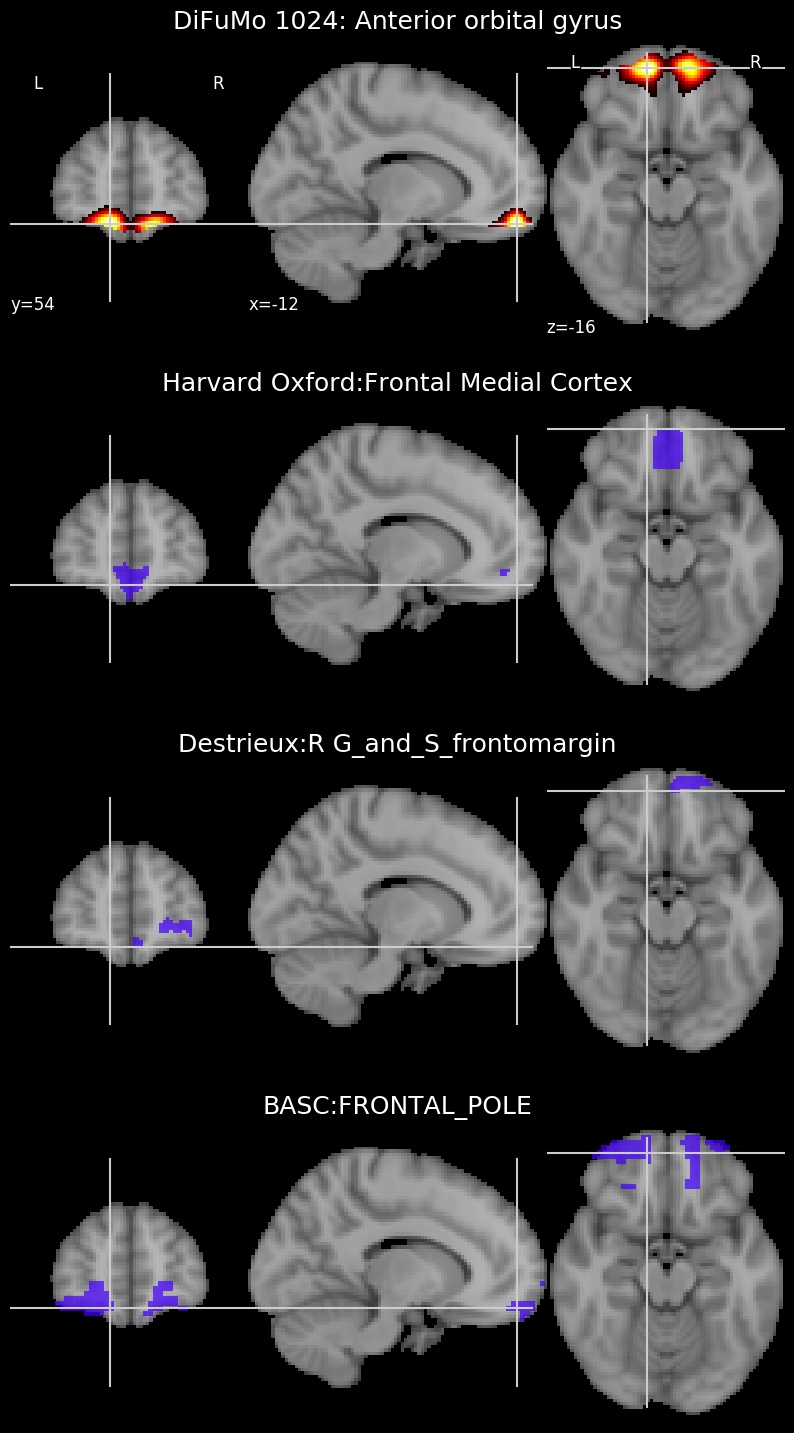 DiFuMo 1024: Anterior orbital gyrus
L R L R
y=54 x=-12 z=-16
Harvard Oxford:Frontal Medial Cortex
Destrieux:R G_and_S_frontomargin
BASC:FRONTAL_POLE